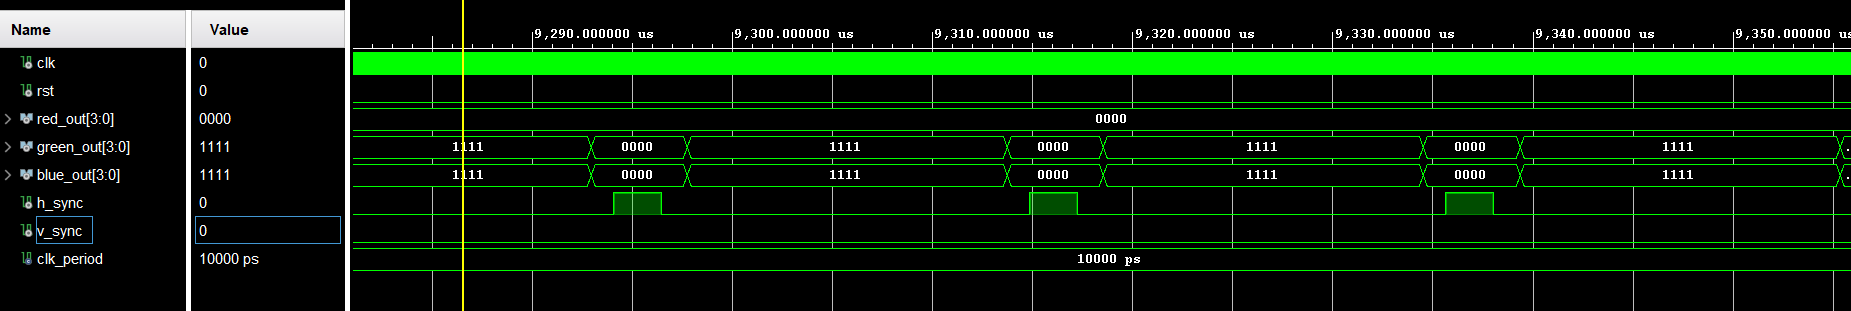 Name Value
9,290.000000 us 9,300.000000 us 9,310.000000 us 9,320.000000 us 9,330.000000 us 9,340.000000 us 9,350.000000 us
clk 0
rst 0
red_out[3:0] 0000 0000
green_out[3:0] 1111 1111 0000 1111 0000 1111 0000 1111 .
blue_out[3:0] 1111 1111 0000 1111 0000 1111 0000 1111 .
h_sync 0
v_sync 0
clk_period 10000 ps 10000 ps